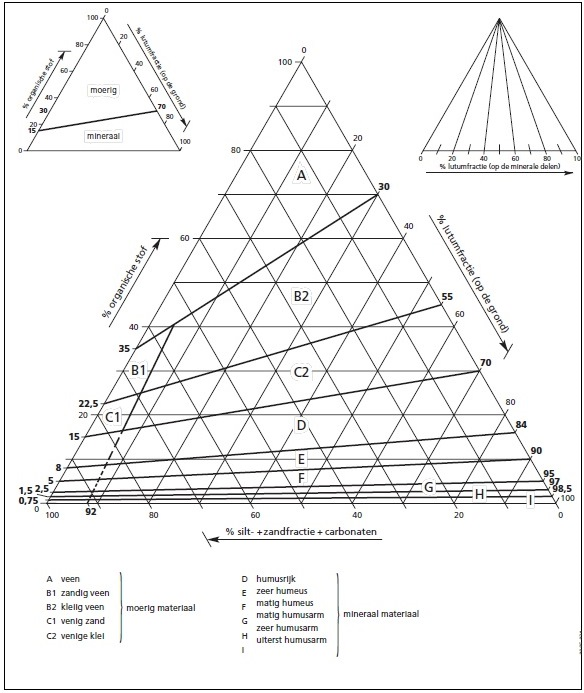 0
100
80
60
40
30
20
15
0
% organische stof
20
40
60
70
80
100
% lutumfractie (op de grond)
moerig
mineraal
0 20 40 60 80 10
% lutumfractie (op de minerale delen)
0
100
20
80
A
30
60
40
% organische stof
% lutumfractie (op de grond)
B2
55
40
60
35
B1
C2
70
22,5
20
C1
80
15
D
84
8
E
90
5
F
95
1,5 2,5
G
97
0,75
H
98,5
I
100
0
100 92 80 60 40 20 0
% silt- +zandfractie + carbonaten
A veen
B1 zandig veen
B2 kleiig veen
C1 venig zand
C2 venige klei
moerig materiaal
D humusrijk
E zeer humeus
F matig humeus
G matig humusarm
zeer humusarm
H uiterst humusarm
I
mineraal materiaal